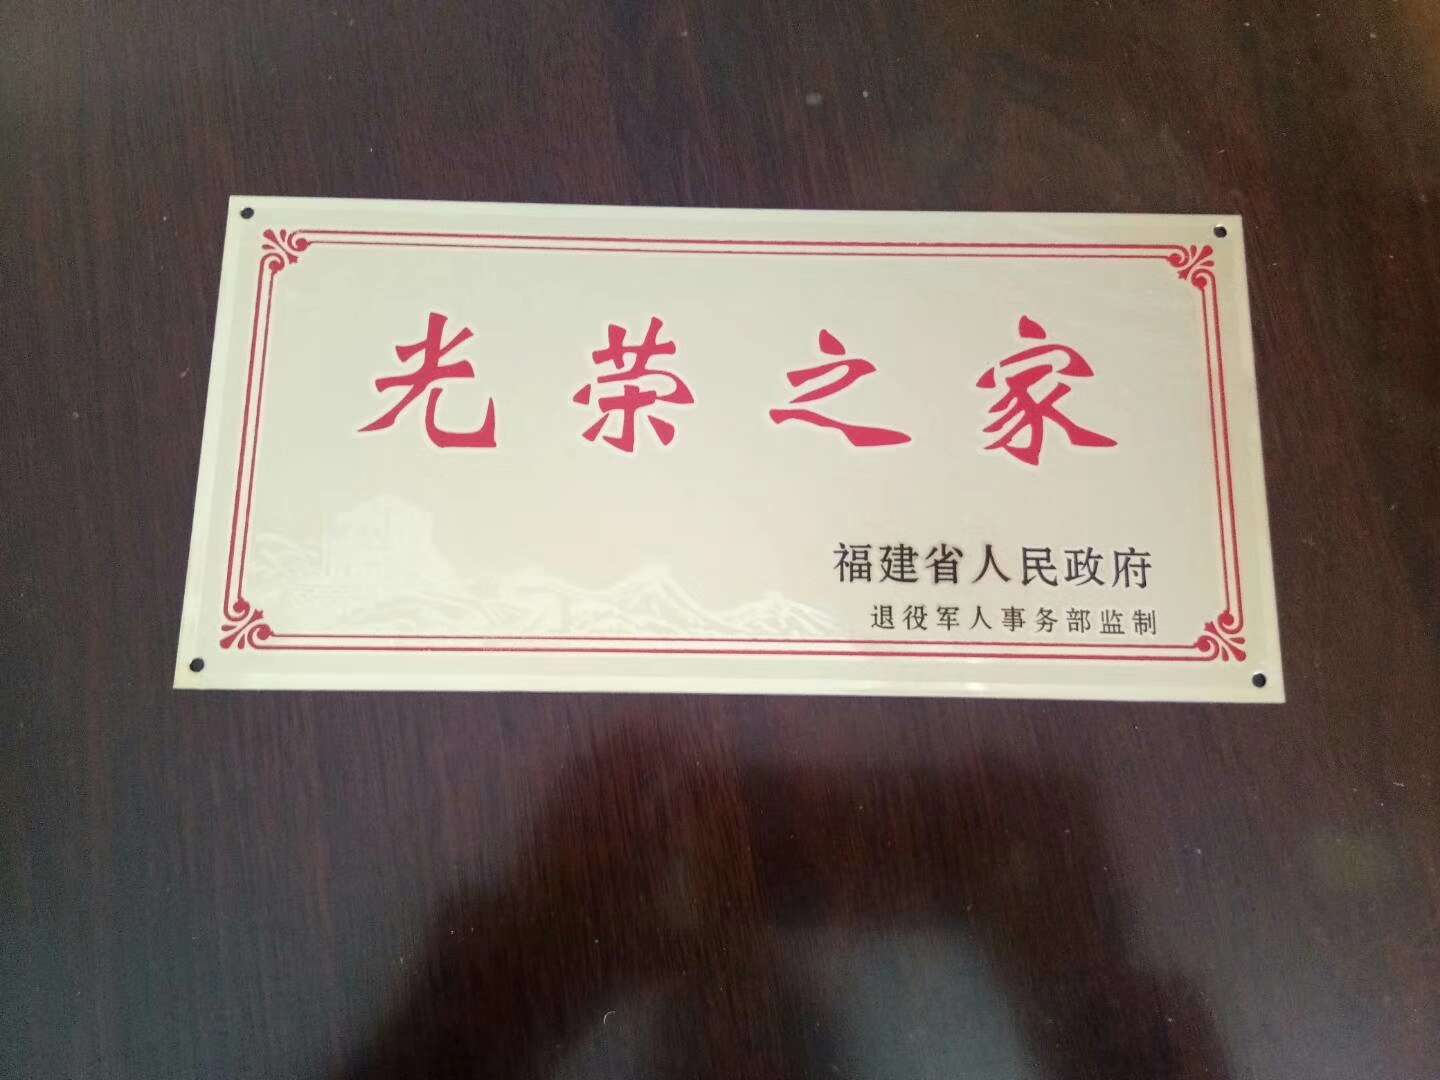 光荣之家
福建省人民政府
退役军人事务部监制